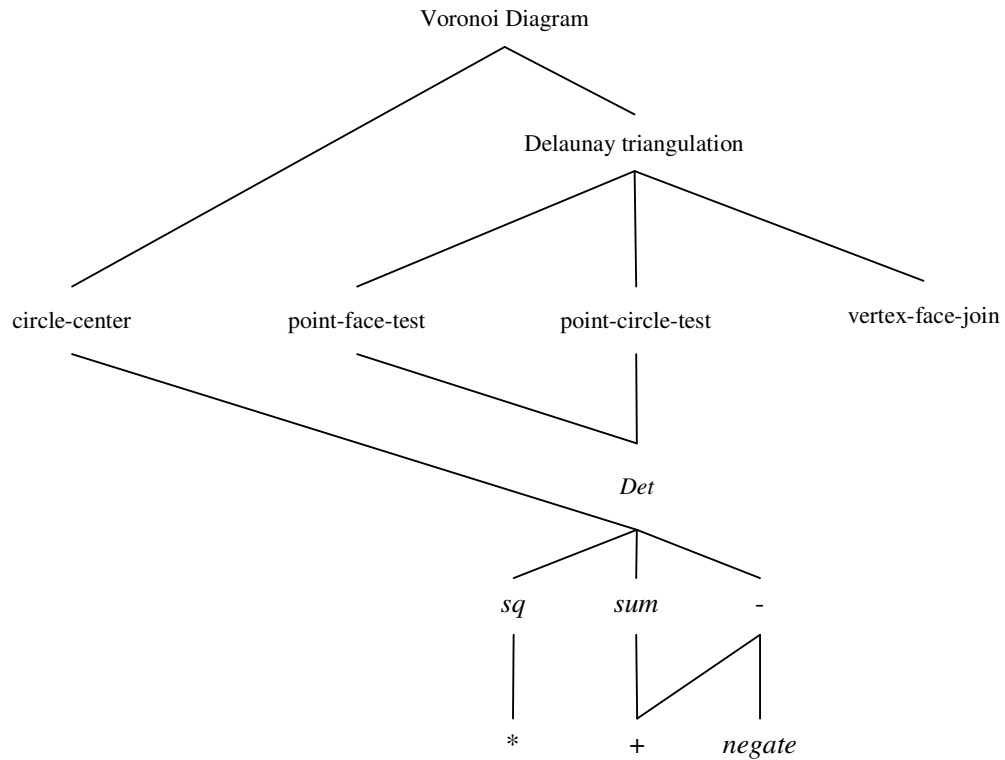 Voronoi Diagram
Delaunay triangulation
circle-center point-face-test point-circle-test vertex-face-join
Det
sq sum -
* + negate